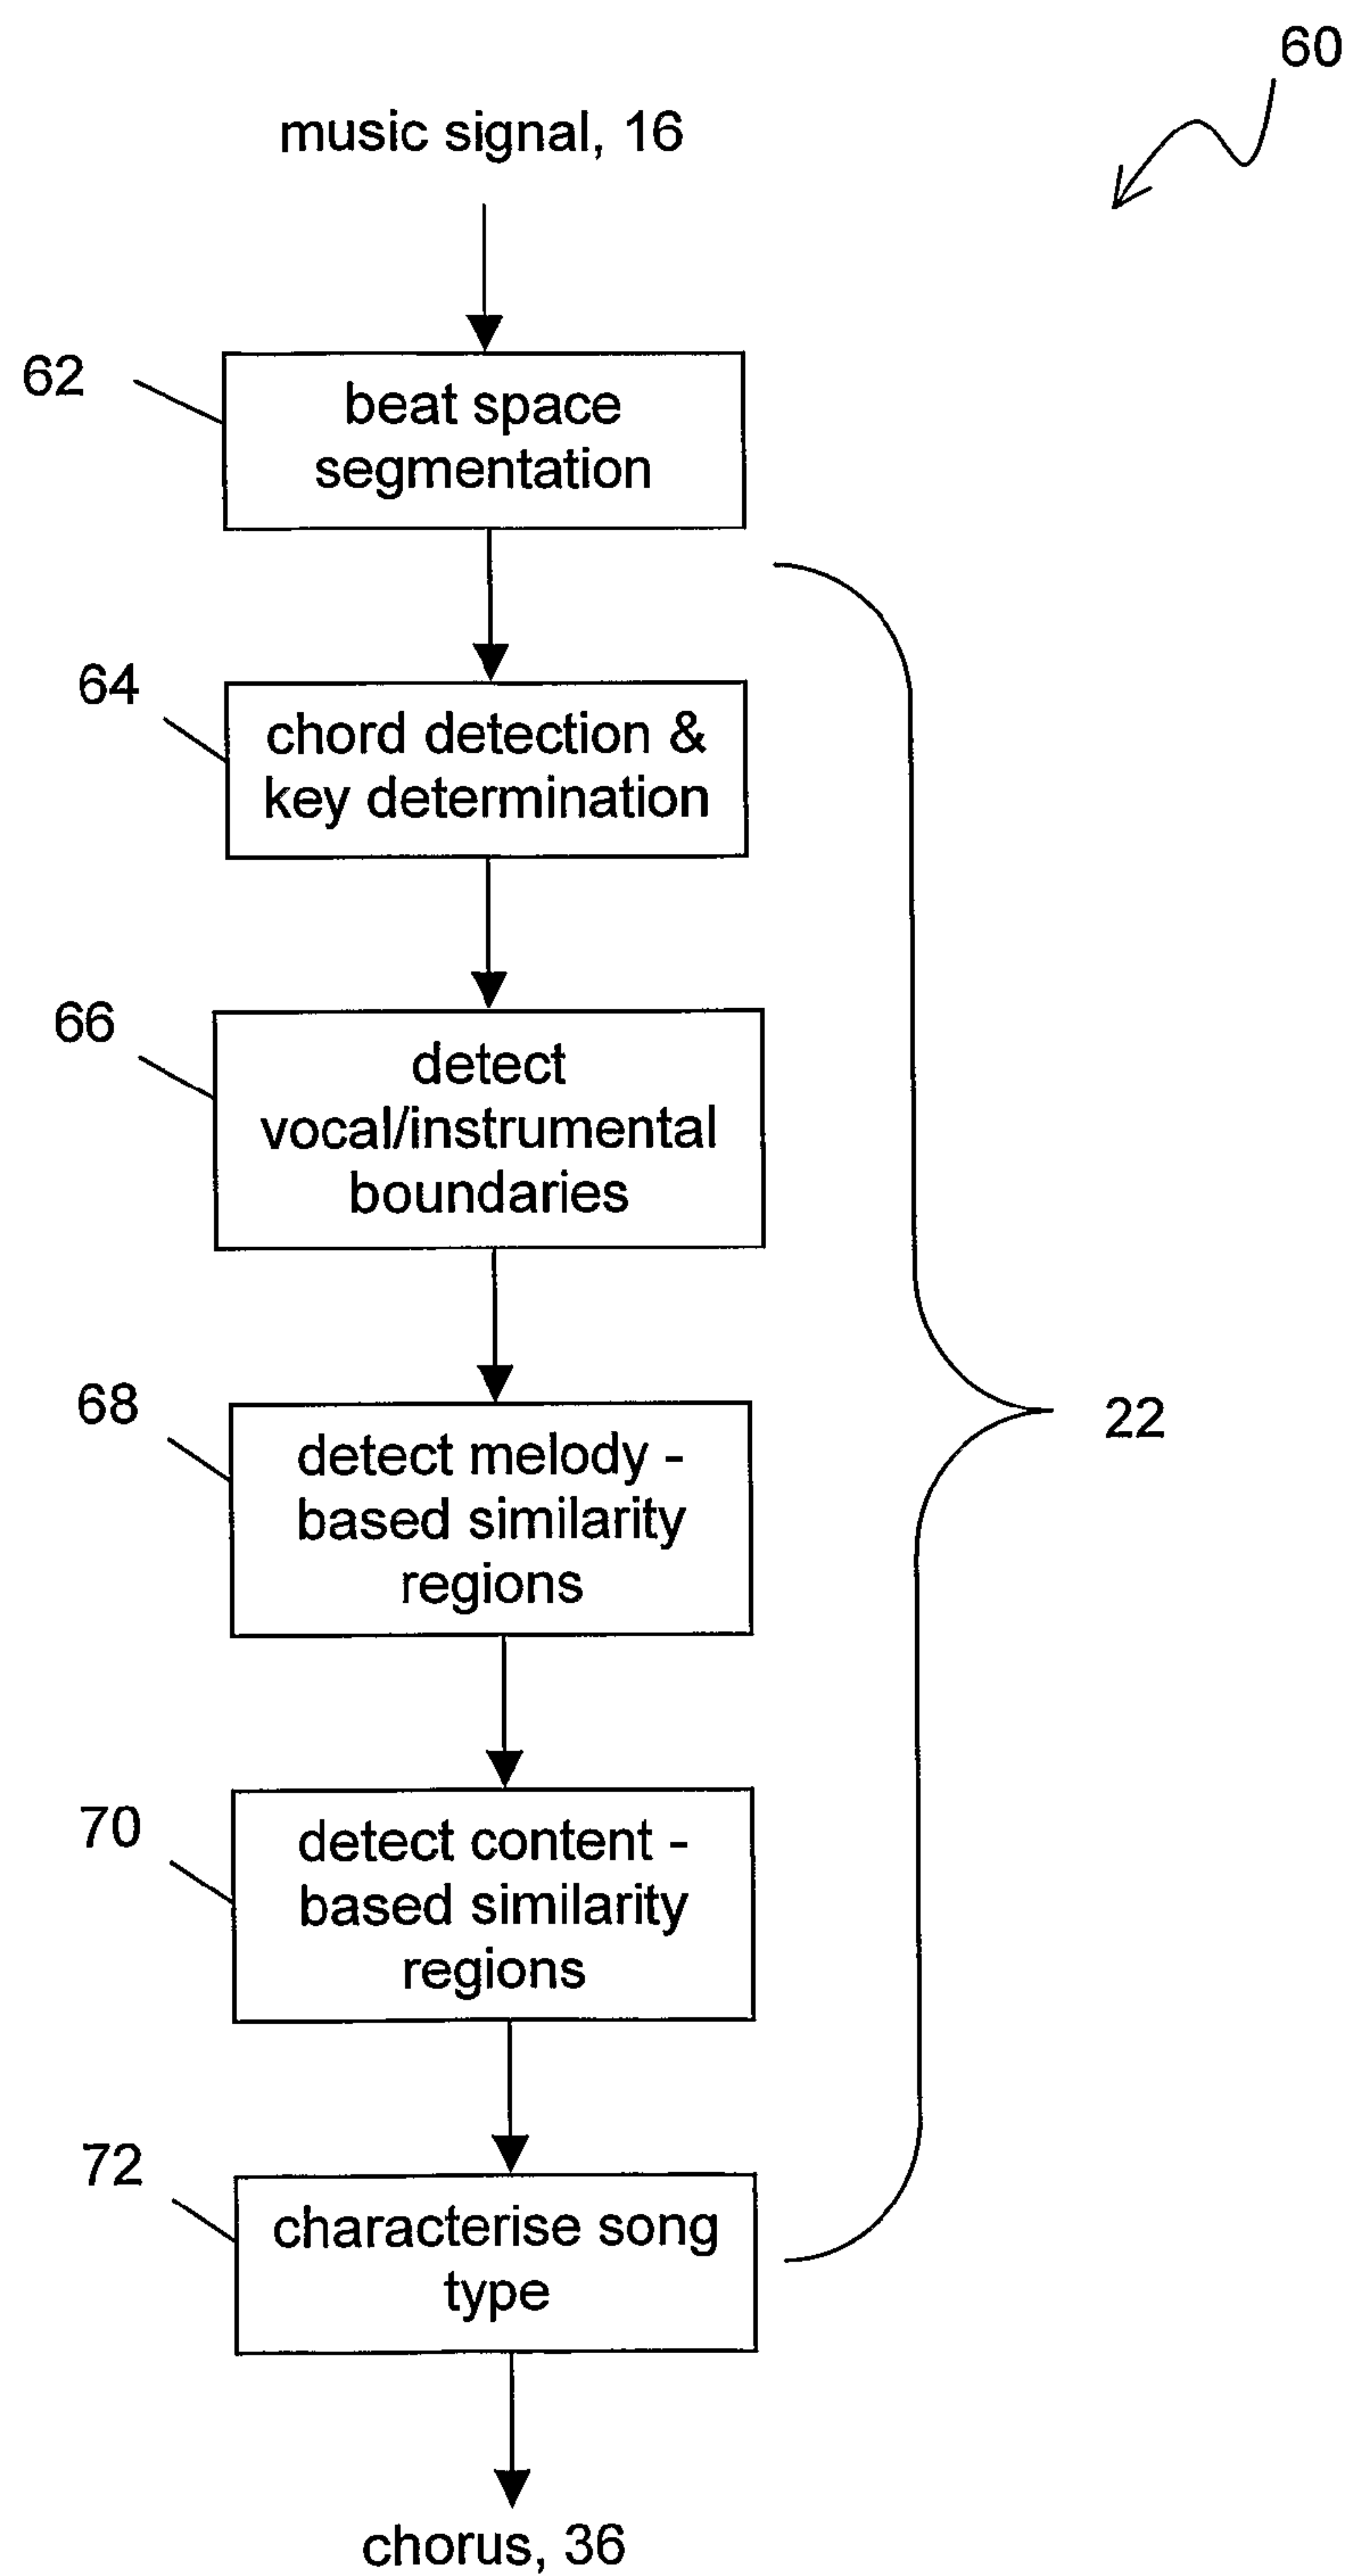 60
music signal, 16
62
beat space
segmentation
64
chord detection &
key determination
66
detect
vocal/instrumental
boundaries
68
detect melody -
based similarity
regions
22
70
detect content -
based similarity
regions
72
characterise song
type
chorus, 36